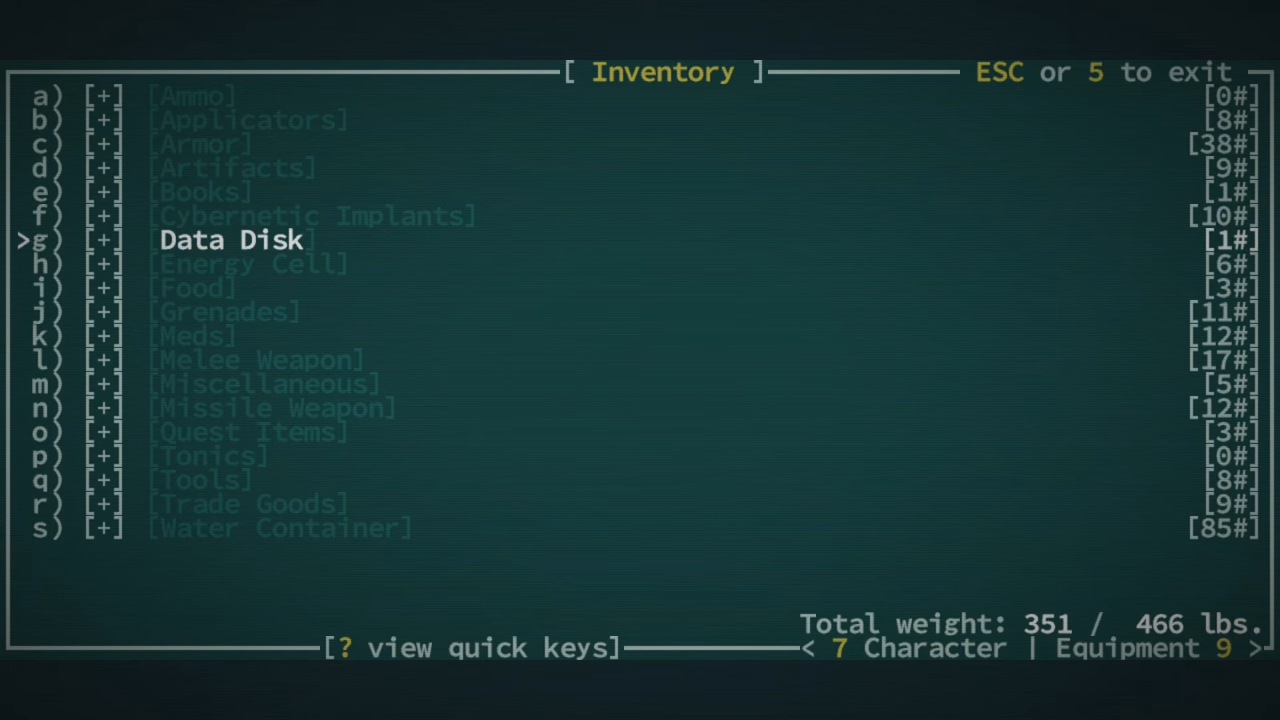 [ Inventory ] ESC or 5 to exit
a) [+] [Ammo] [0#]
b) [+] [Applicators] [8#]
c) [+] [Armor] [38#]
d) [+] [Artifacts] [9#]
e) [+] [Books] [1#]
f) [+] [Cybernetic Implants] [10#]
>g) [+] [Data Disk] [1#]
h) [+] [Energy Cell] [6#]
i) [+] [Food] [3#]
j) [+] [Grenades] [11#]
k) [+] [Meds] [12#]
l) [+] [Melee Weapon] [17#]
m) [+] [Miscellaneous] [5#]
n) [+] [Missile Weapon] [12#]
o) [+] [Quest Items] [3#]
p) [+] [Tonics] [0#]
q) [+] [Tools] [8#]
r) [+] [Trade Goods] [9#]
s) [+] [Water Container] [85#]
Total weight: 351 / 466 lbs.
[? view quick keys] < 7 Character | Equipment 9 >